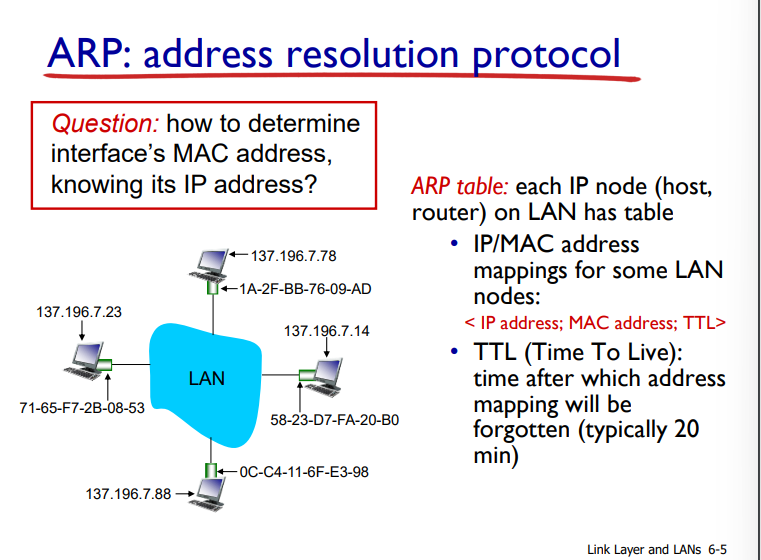 ARP: address resolution protocol
Question: how to determine
interface’s MAC address,
knowing its IP address?
ARP table: each IP node (host,
router) on LAN has table
• IP/MAC address
mappings for some LAN
nodes:
< IP address; MAC address; TTL>
• TTL (Time To Live):
time after which address
mapping will be
forgotten (typically 20
min)
137.196.7.78
1A-2F-BB-76-09-AD
137.196.7.23
137.196.7.14
LAN
71-65-F7-2B-08-53
58-23-D7-FA-20-B0
0C-C4-11-6F-E3-98
137.196.7.88
Link Layer and LANs 6-5